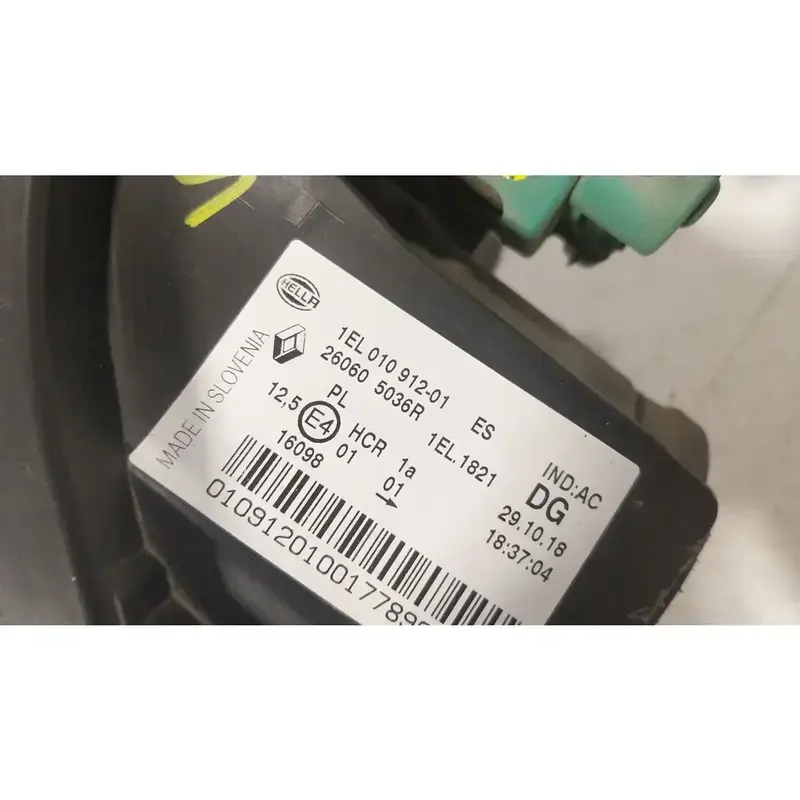 HELLA
MADE IN SLOVENIA
1EL 010 912-01 ES
26060 5036R 1EL.1821
PL
12,5 E4 HCR 1a
16098 01 01
IND:AC
DG
29.10.18
18:37:04